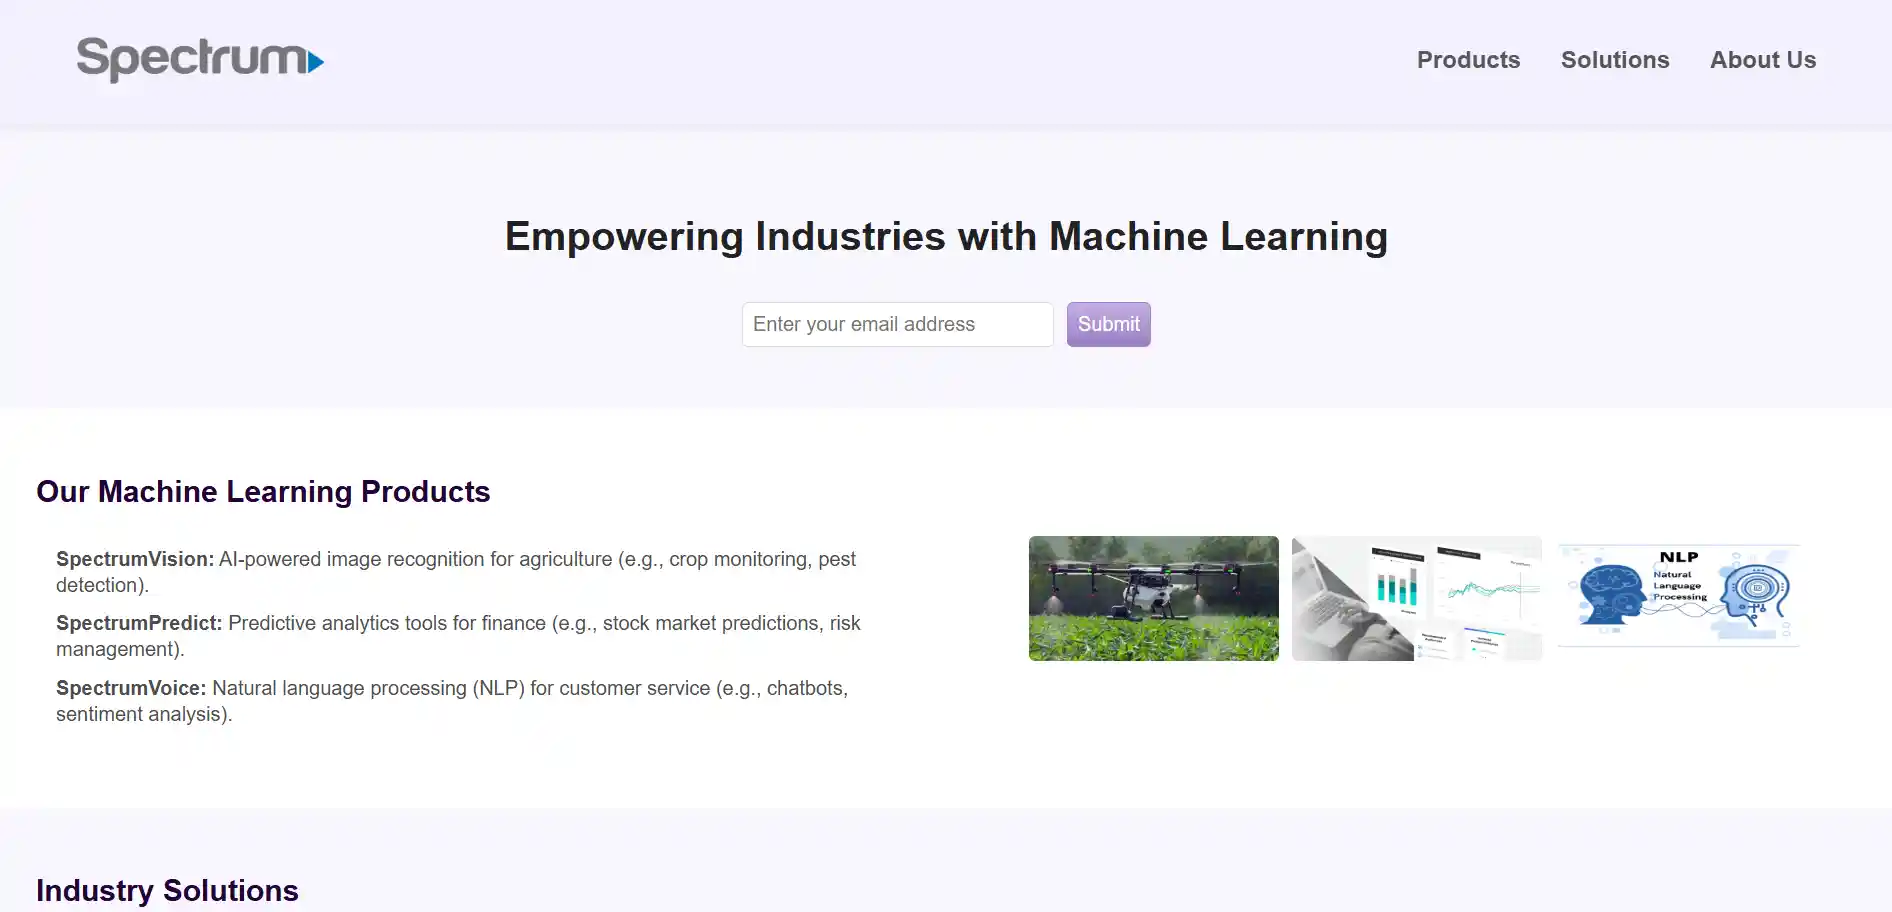 Spectrum
Products
Solutions
About Us
Empowering Industries with Machine Learning
Enter your email address
Submit
Our Machine Learning Products
SpectrumVision: AI-powered image recognition for agriculture (e.g., crop monitoring, pest
detection).
SpectrumPredict: Predictive analytics tools for finance (e.g., stock market predictions, risk
management).
SpectrumVoice: Natural language processing (NLP) for customer service (e.g., chatbots,
sentiment analysis).
NLP
Natural
Language
Processing
Industry Solutions